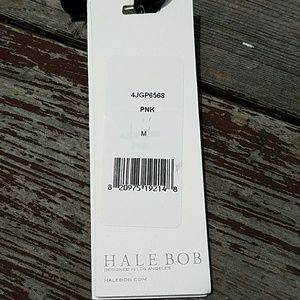 4JGP6568
PNK
M
8 20975 19214 8
HALE BOB
DESIGNED IN LOS ANGELES
HALEBOB.COM